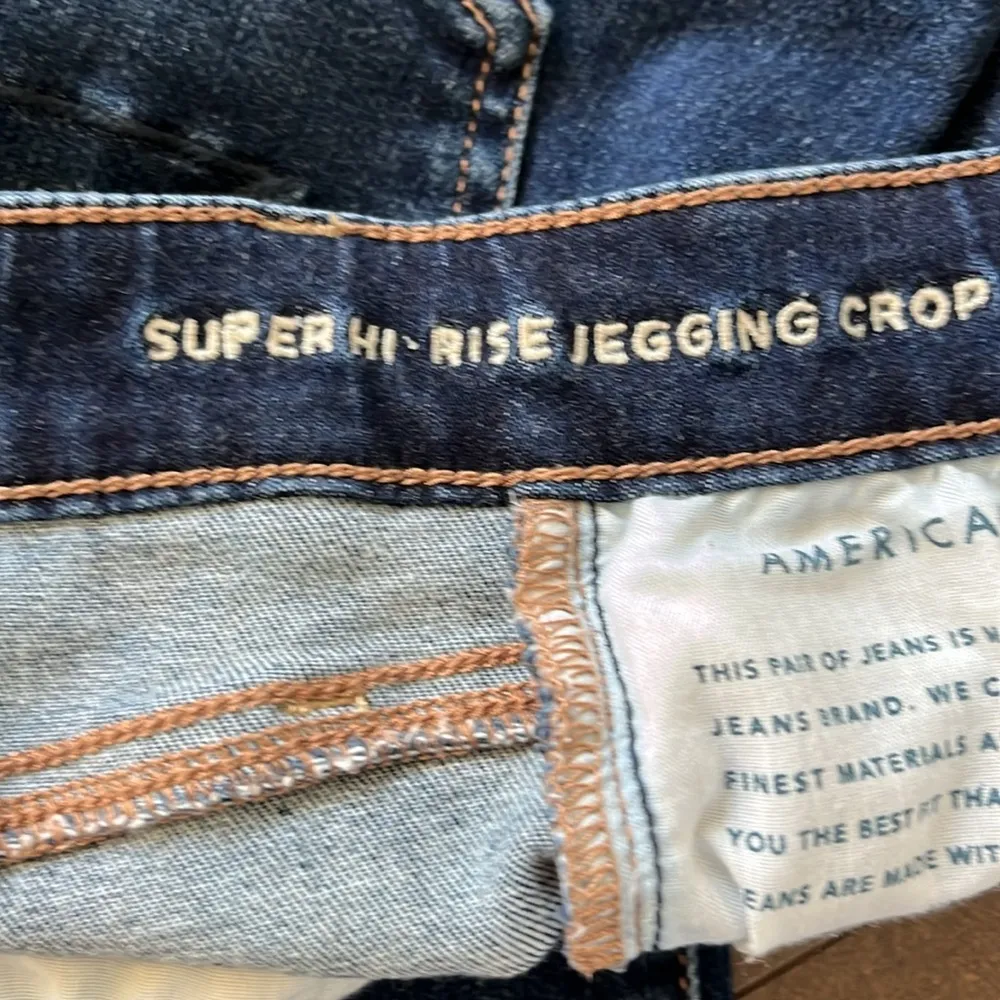 SUPER HI-RISE JEGGING CROP
AMERICA
THIS PAIR OF JEANS IS
JEANS BRAND. WE
FINEST MATERIALS
YOU THE BEST FIT THA
JEANS ARE MADE WIT